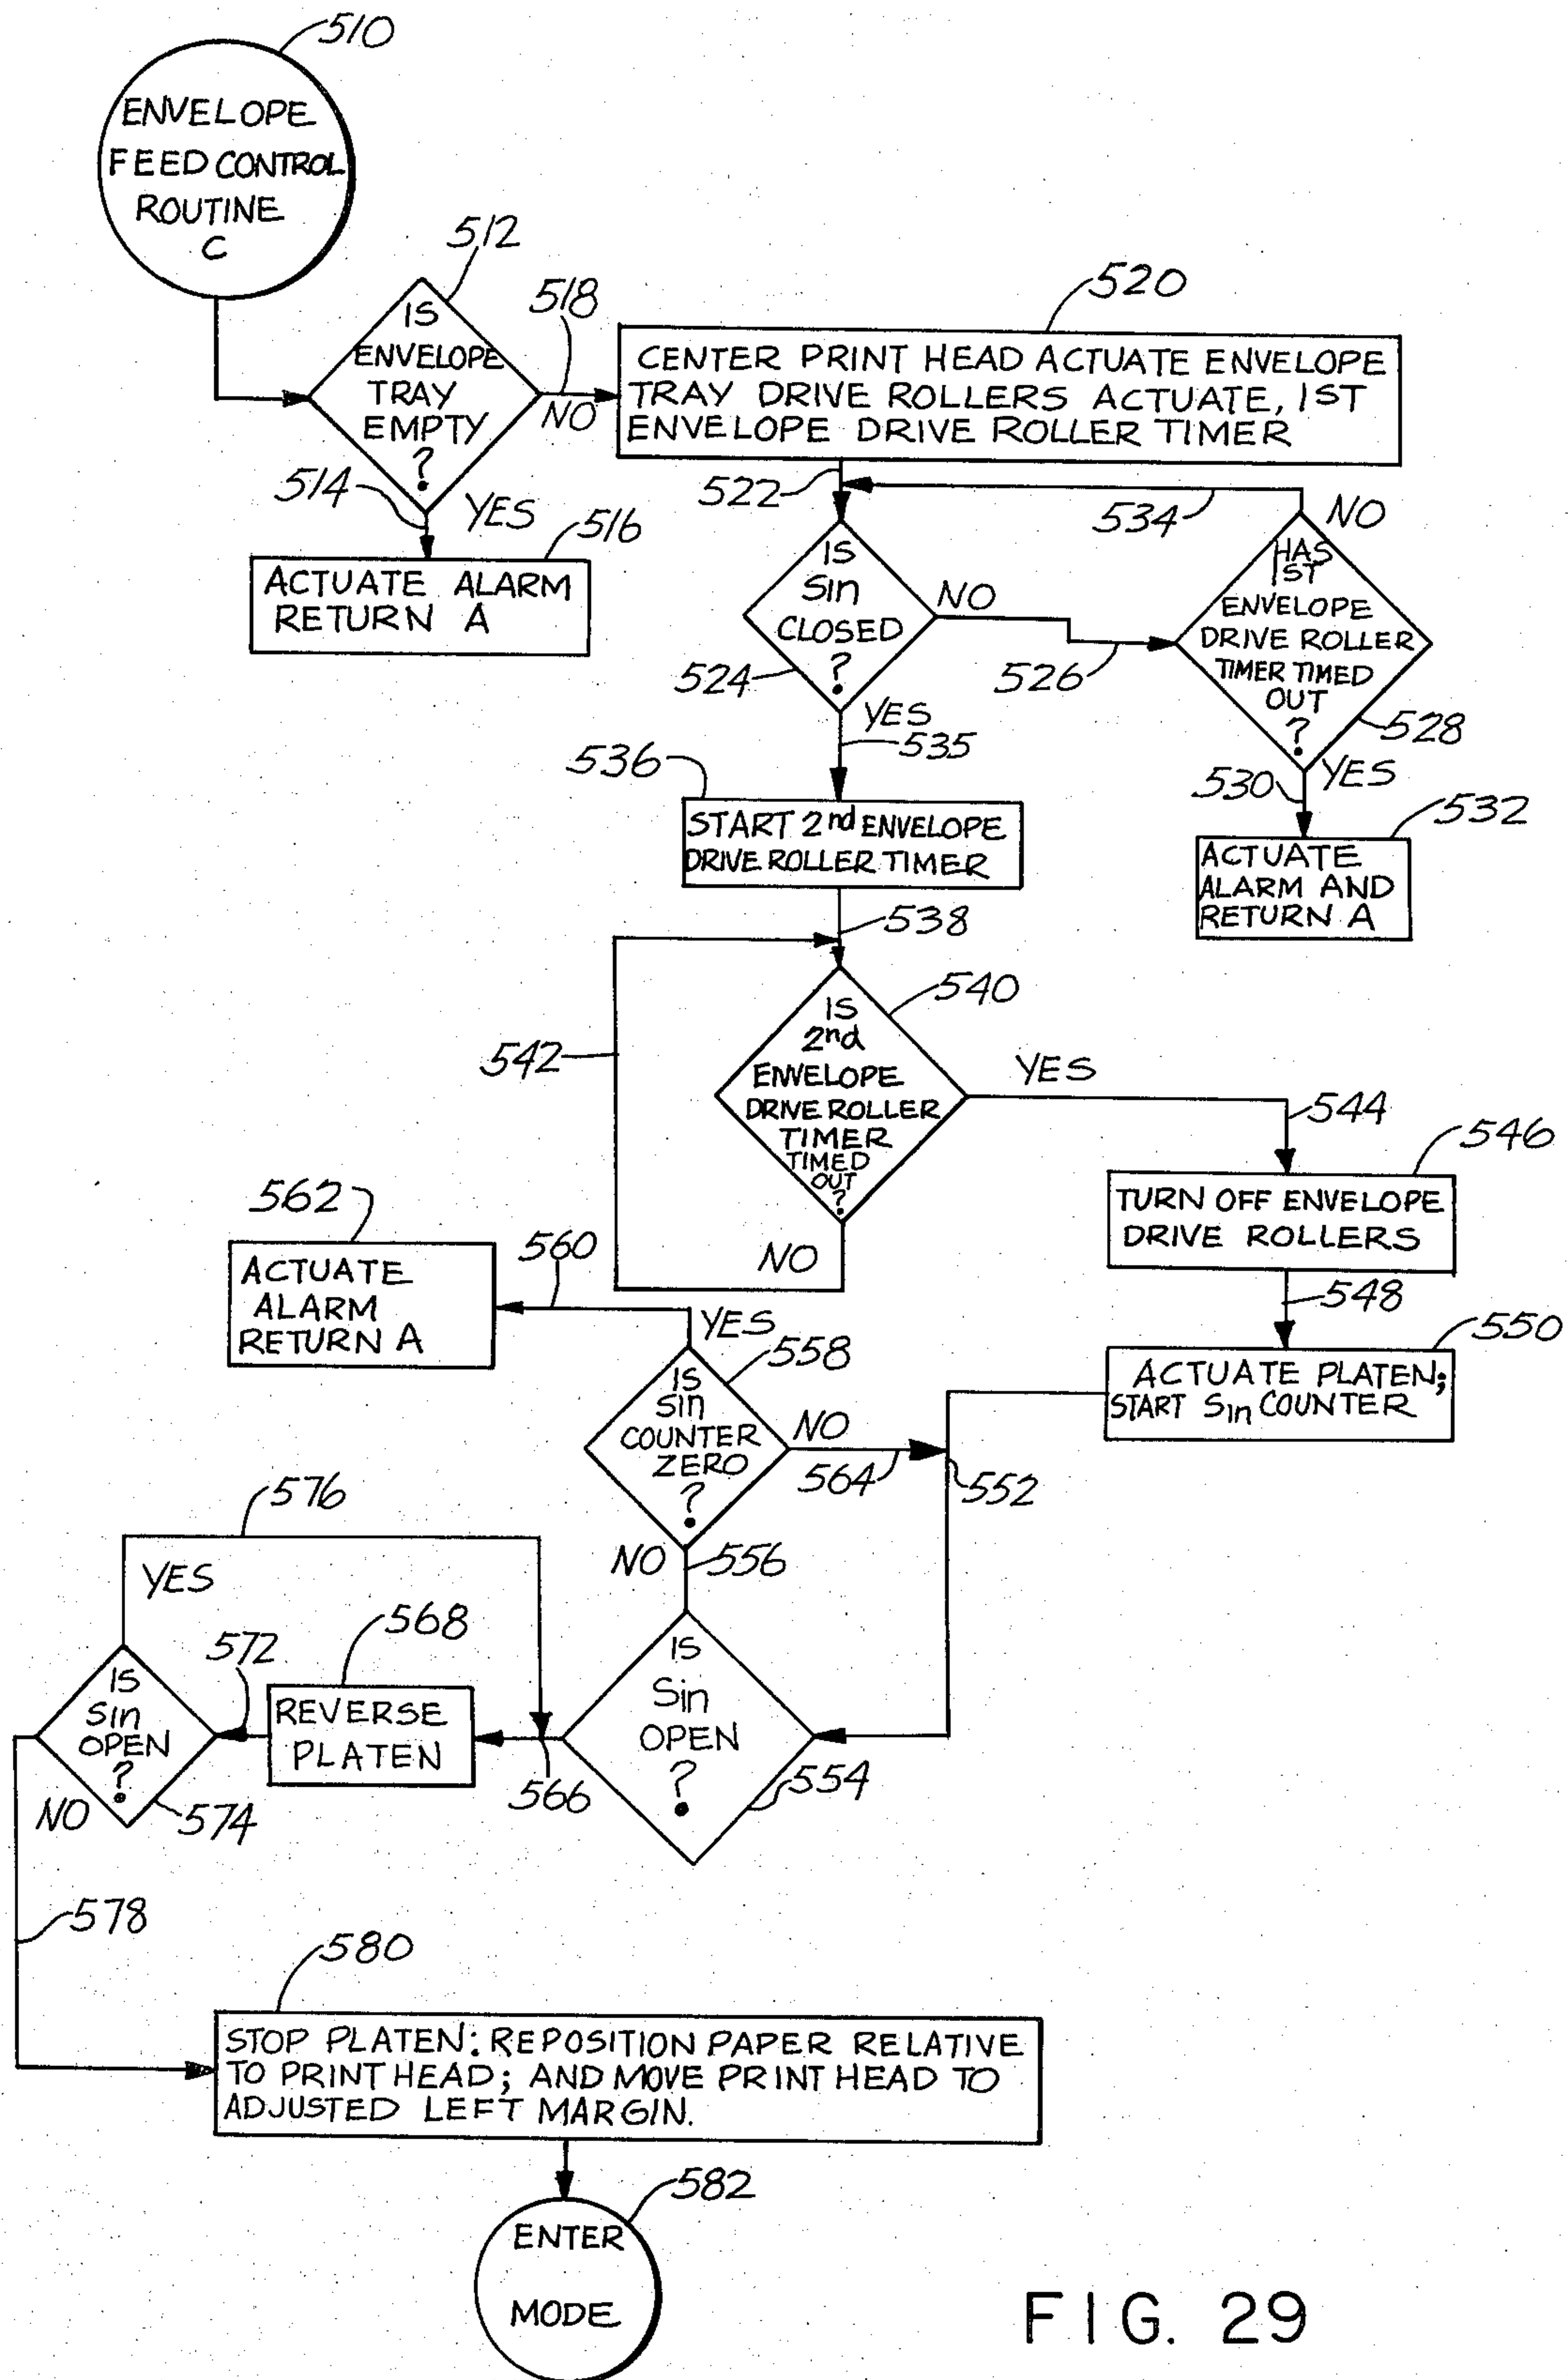 510
ENVELOPE
FEED CONTROL
ROUTINE
C
512
IS
ENVELOPE
TRAY
EMPTY
?
518
NO
520
CENTER PRINT HEAD ACTUATE ENVELOPE
TRAY DRIVE ROLLERS ACTUATE, 1ST
ENVELOPE DRIVE ROLLER TIMER
514
YES
516
ACTUATE ALARM
RETURN A
522
534
NO
IS
Sin
CLOSED
?
524
NO
526
HAS
1ST
ENVELOPE
DRIVE ROLLER
TIMER TIMED
OUT
?
528
YES
535
530
YES
532
ACTUATE
ALARM AND
RETURN A
536
START 2nd ENVELOPE
DRIVE ROLLER TIMER
538
540
IS
2nd
ENVELOPE
DRIVE ROLLER
TIMER
TIMED
OUT
?
542
NO
YES
544
546
TURN OFF ENVELOPE
DRIVE ROLLERS
548
550
ACTUATE PLATEN;
START Sin COUNTER
562
ACTUATE
ALARM
RETURN A
560
YES
558
IS
Sin
COUNTER
ZERO
?
NO
564
552
NO
556
576
YES
IS
Sin
OPEN
?
554
566
568
REVERSE
PLATEN
572
IS
Sin
OPEN
?
NO
574
578
580
STOP PLATEN: REPOSITION PAPER RELATIVE
TO PRINT HEAD; AND MOVE PRINT HEAD TO
ADJUSTED LEFT MARGIN.
582
ENTER
MODE
FIG. 29